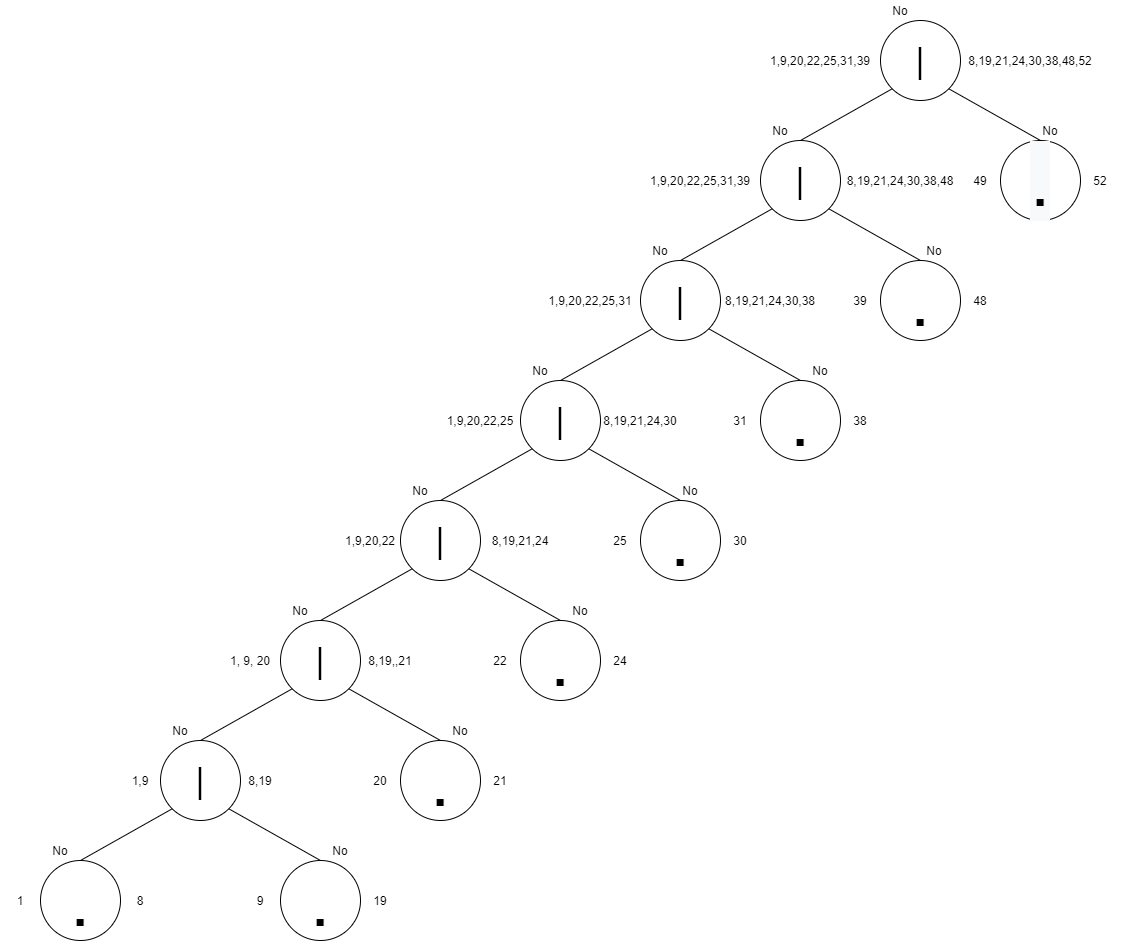 No
1,9,20,22,25,31,39 | 8,19,21,24,30,38,48,52
No No
1,9,20,22,25,31,39 | 8,19,21,24,30,38,48 49 . 52
No No
1,9,20,22,25,31 | 8,19,21,24,30,38 39 . 48
No No
1,9,20,22,25 | 8,19,21,24,30 31 . 38
No No
1,9,20,22 | 8,19,21,24 25 . 30
No No
1, 9, 20 | 8,19,,21 22 . 24
No No
1,9 | 8,19 20 . 21
No No
1 . 8 9 . 19